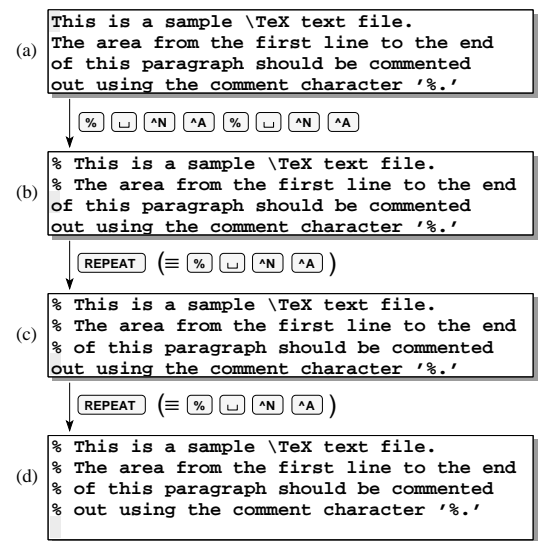 This is a sample \TeX text file.
(a) The area from the first line to the end
of this paragraph should be commented
out using the comment character '%.'
% ␣ ^N ^A % ␣ ^N ^A
% This is a sample \TeX text file.
(b) % The area from the first line to the end
of this paragraph should be commented
out using the comment character '%.'
REPEAT (≡ % ␣ ^N ^A )
% This is a sample \TeX text file.
(c) % The area from the first line to the end
% of this paragraph should be commented
out using the comment character '%.'
REPEAT (≡ % ␣ ^N ^A )
% This is a sample \TeX text file.
(d) % The area from the first line to the end
% of this paragraph should be commented
% out using the comment character '%.'